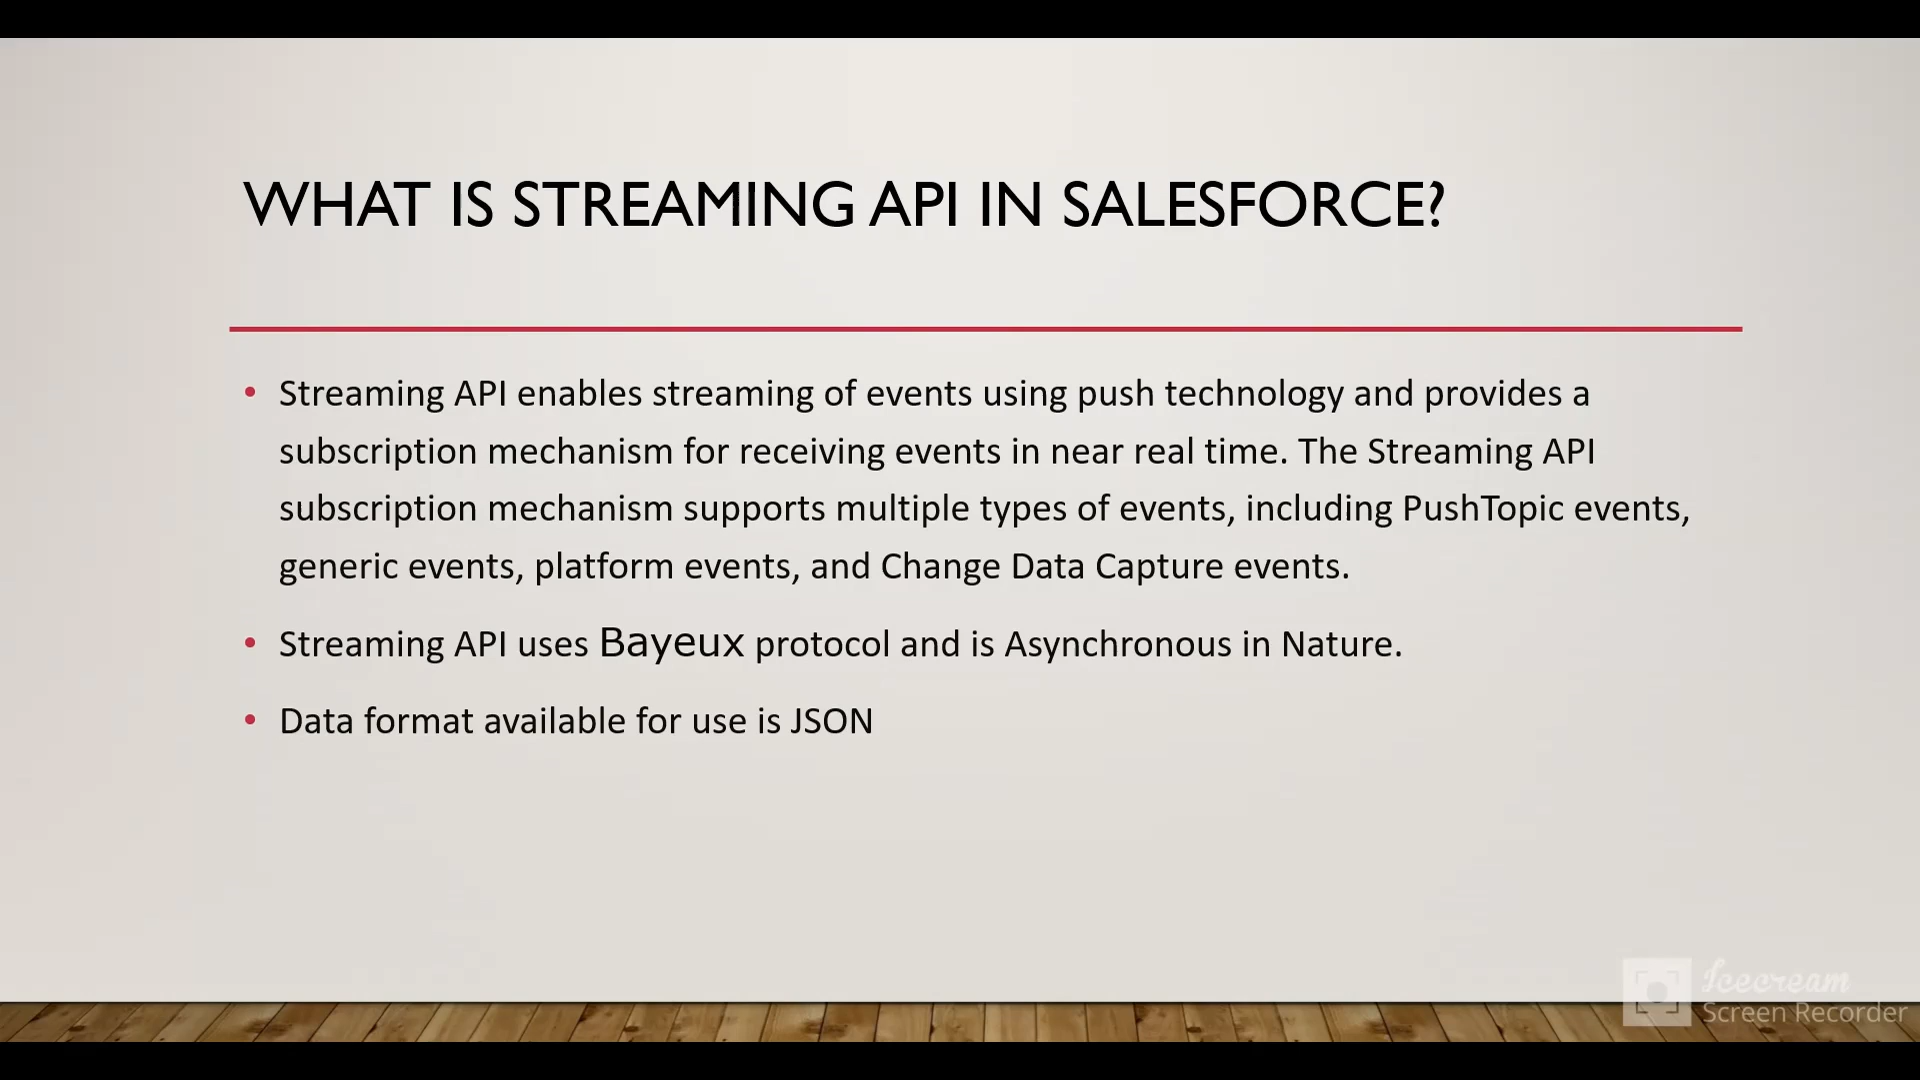 WHAT IS STREAMING API IN SALESFORCE?
• Streaming API enables streaming of events using push technology and provides a
subscription mechanism for receiving events in near real time. The Streaming API
subscription mechanism supports multiple types of events, including PushTopic events,
generic events, platform events, and Change Data Capture events.
• Streaming API uses Bayeux protocol and is Asynchronous in Nature.
• Data format available for use is JSON
Icecream
Screen Recorder